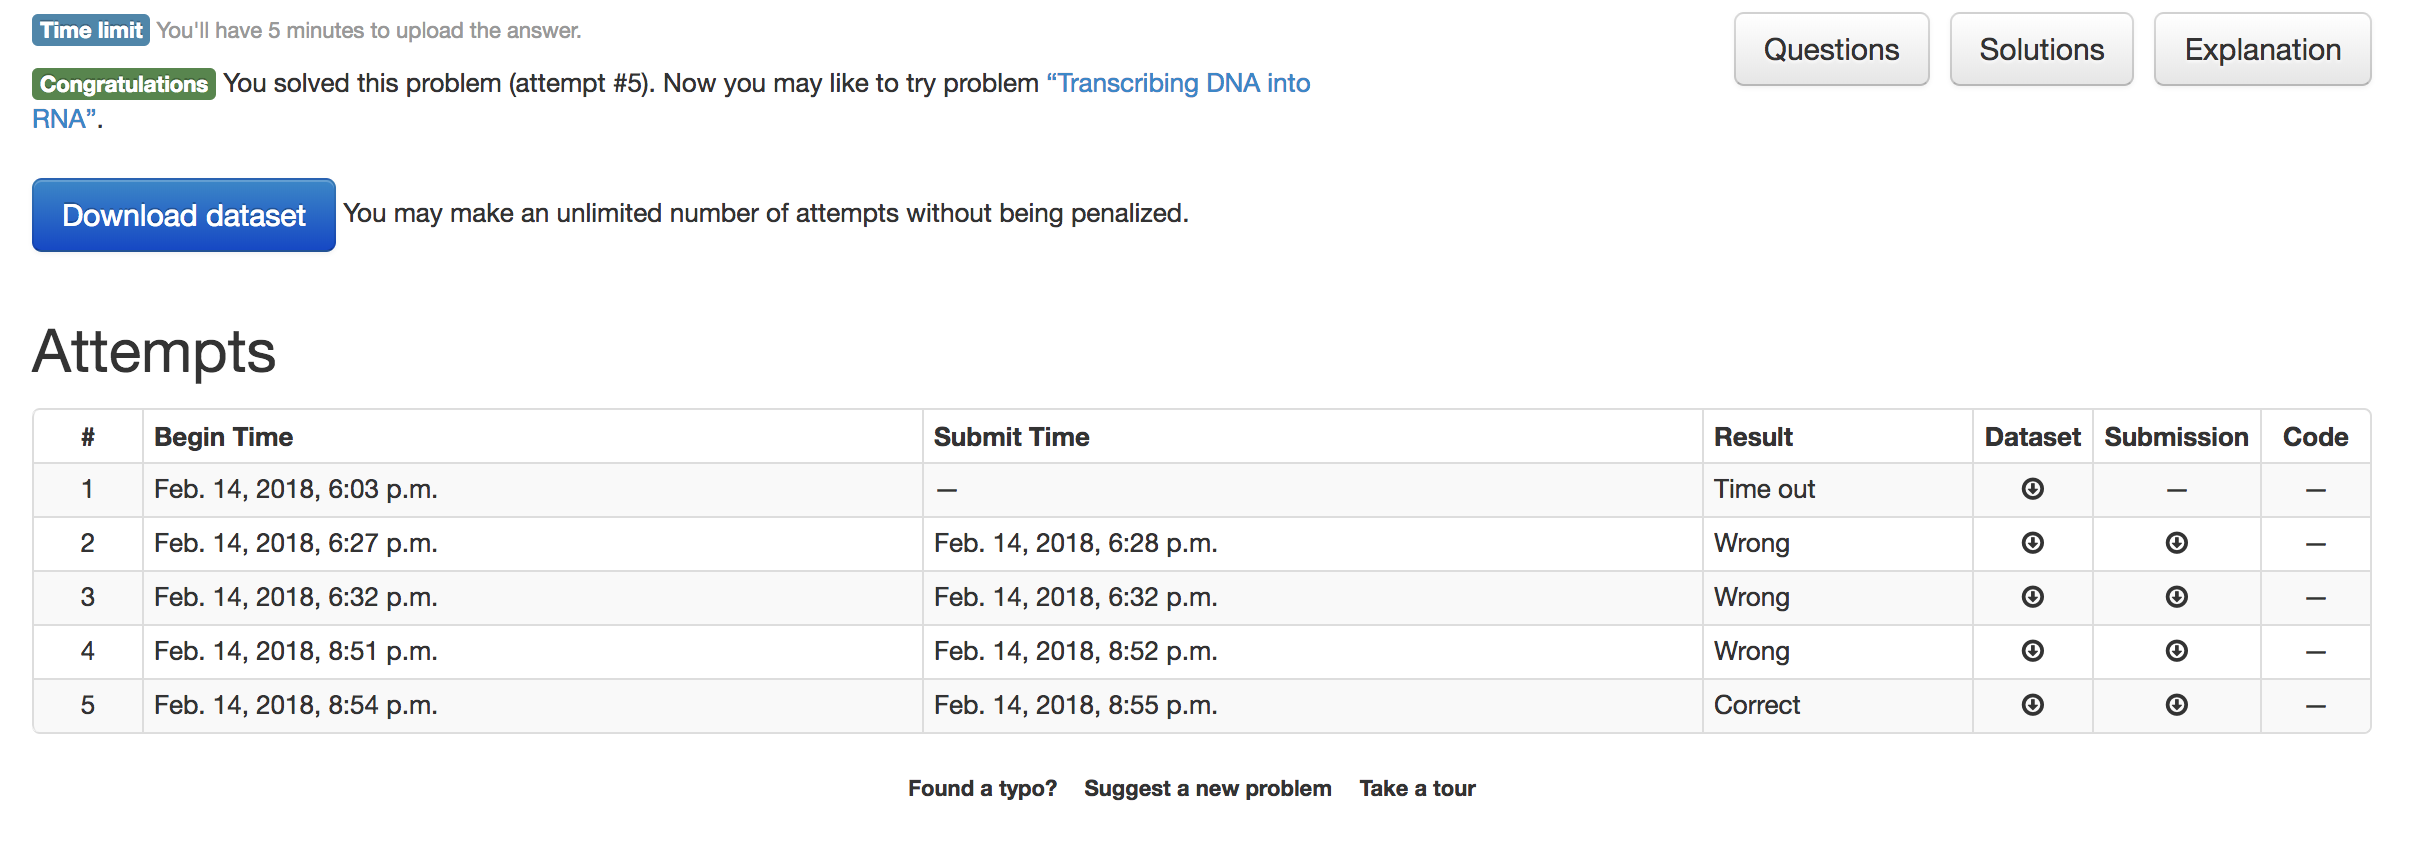 Time limit You'll have 5 minutes to upload the answer.
Questions Solutions Explanation
Congratulations You solved this problem (attempt #5). Now you may like to try problem “Transcribing DNA into
RNA”.
Download dataset You may make an unlimited number of attempts without being penalized.
Attempts
# Begin Time Submit Time Result Dataset Submission Code
1 Feb. 14, 2018, 6:03 p.m. — Time out — —
2 Feb. 14, 2018, 6:27 p.m. Feb. 14, 2018, 6:28 p.m. Wrong —
3 Feb. 14, 2018, 6:32 p.m. Feb. 14, 2018, 6:32 p.m. Wrong —
4 Feb. 14, 2018, 8:51 p.m. Feb. 14, 2018, 8:52 p.m. Wrong —
5 Feb. 14, 2018, 8:54 p.m. Feb. 14, 2018, 8:55 p.m. Correct —
Found a typo? Suggest a new problem Take a tour